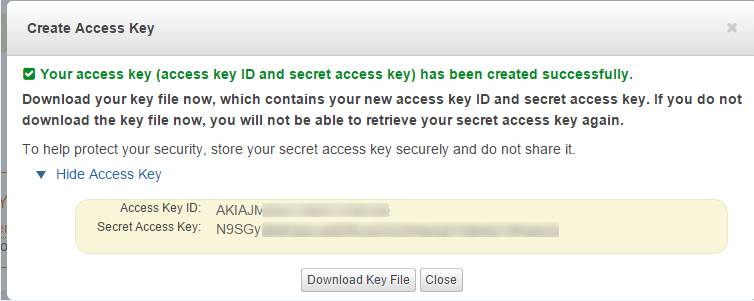 Create Access Key
Your access key (access key ID and secret access key) has been created successfully.
Download your key file now, which contains your new access key ID and secret access key. If you do not
download the key file now, you will not be able to retrieve your secret access key again.
To help protect your security, store your secret access key securely and do not share it.
Hide Access Key
Access Key ID: AKIAJM
Secret Access Key: N9SGy
Download Key File Close